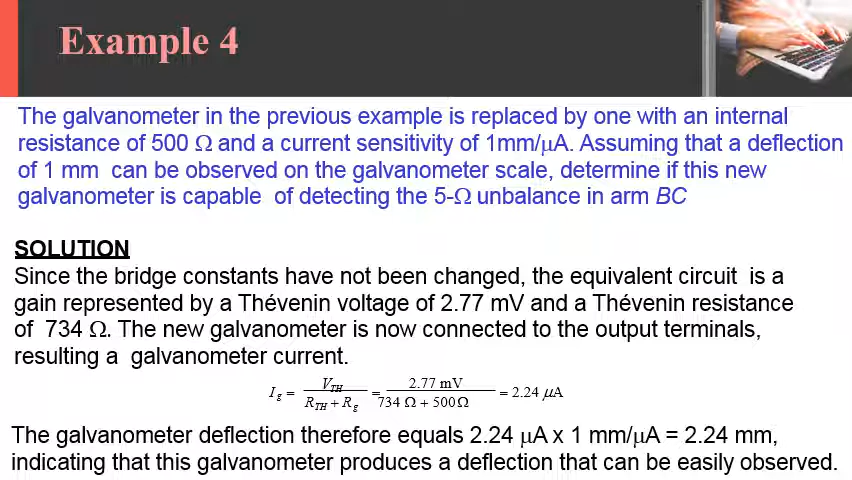 Example 4
The galvanometer in the previous example is replaced by one with an internal
resistance of 500 Ω and a current sensitivity of 1mm/μA. Assuming that a deflection
of 1 mm can be observed on the galvanometer scale, determine if this new
galvanometer is capable of detecting the 5-Ω unbalance in arm BC
SOLUTION
Since the bridge constants have not been changed, the equivalent circuit is a
gain represented by a Thévenin voltage of 2.77 mV and a Thévenin resistance
of 734 Ω. The new galvanometer is now connected to the output terminals,
resulting a galvanometer current.
I_g = V_TH / (R_TH + R_g) = 2.77 mV / (734 Ω + 500Ω) = 2.24 μA
The galvanometer deflection therefore equals 2.24 μA x 1 mm/μA = 2.24 mm,
indicating that this galvanometer produces a deflection that can be easily observed.